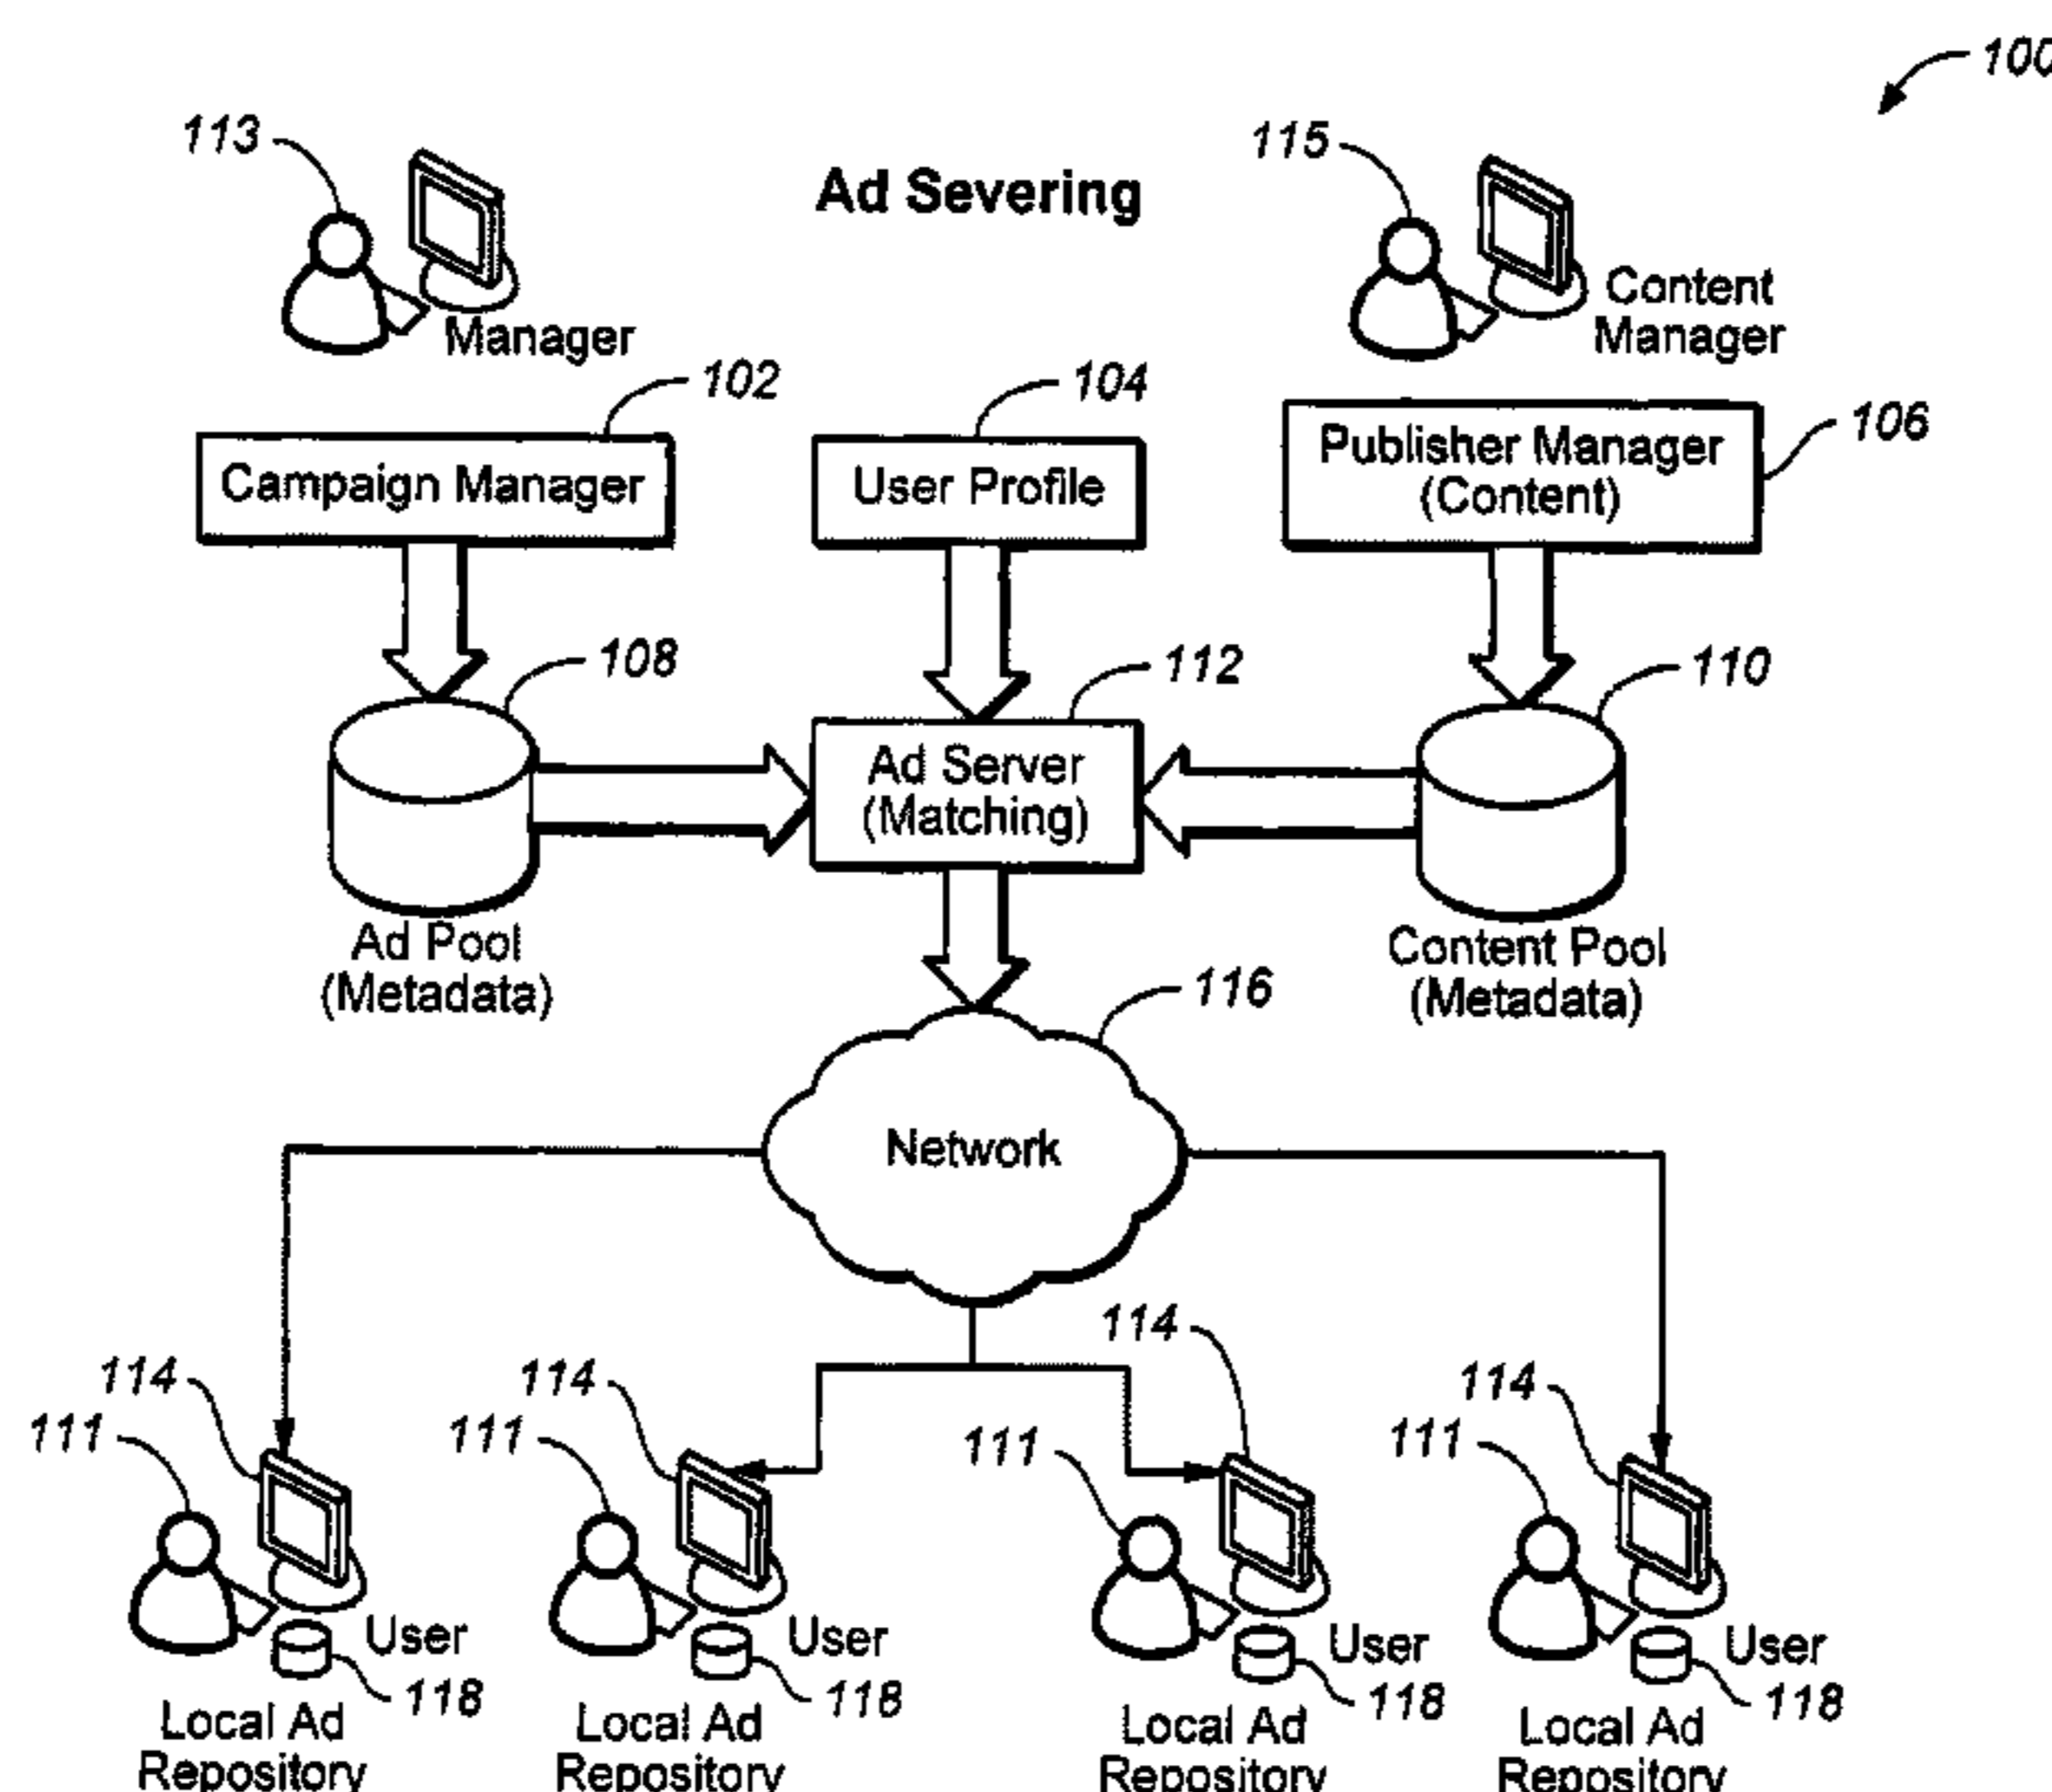 100
113
115
Ad Severing
Content
Manager
Manager
102
104
106
Campaign Manager
User Profile
Publisher Manager
(Content)
108
112
110
Ad Server
(Matching)
Ad Pool
(Metadata)
Content Pool
(Metadata)
116
Network
114
114
114
114
111
111
111
111
User
User
User
User
118
118
118
118
Local Ad
Repository
Local Ad
Repository
Local Ad
Repository
Local Ad
Repository